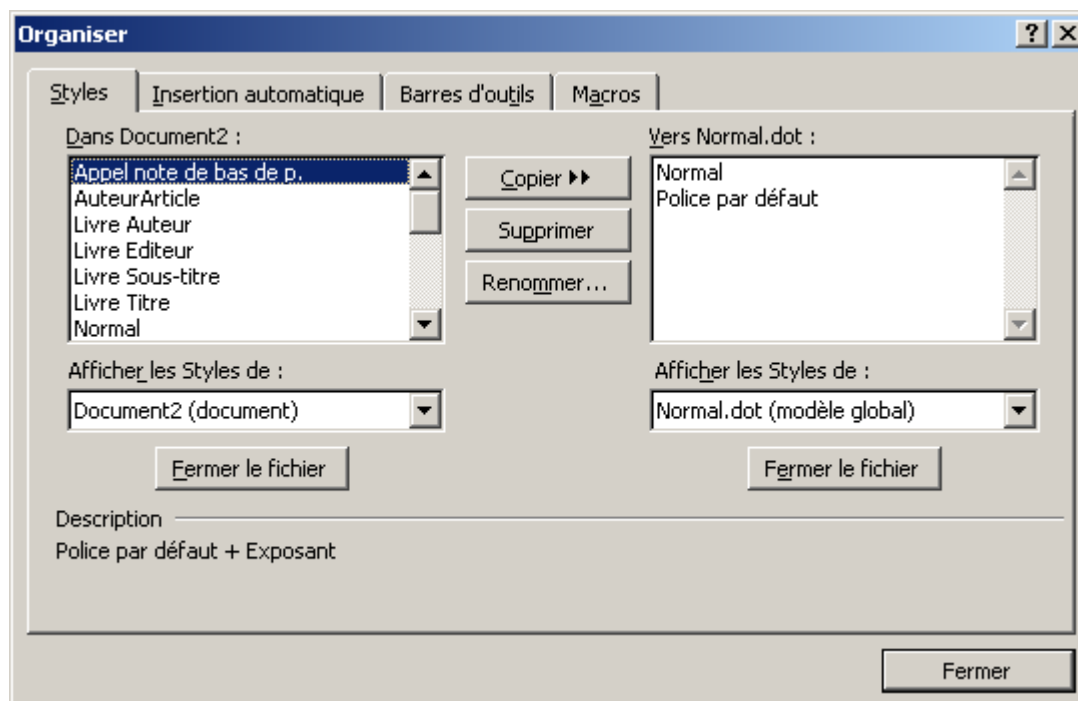 Organiser
Styles
Insertion automatique
Barres d'outils
Macros
Dans Document2 :
Appel note de bas de p.
AuteurArticle
Livre Auteur
Livre Editeur
Livre Sous-titre
Livre Titre
Normal
Copier
Supprimer
Renommer...
Vers Normal.dot :
Normal
Police par défaut
Afficher les Styles de :
Document2 (document)
Fermer le fichier
Afficher les Styles de :
Normal.dot (modèle global)
Fermer le fichier
Description
Police par défaut + Exposant
Fermer